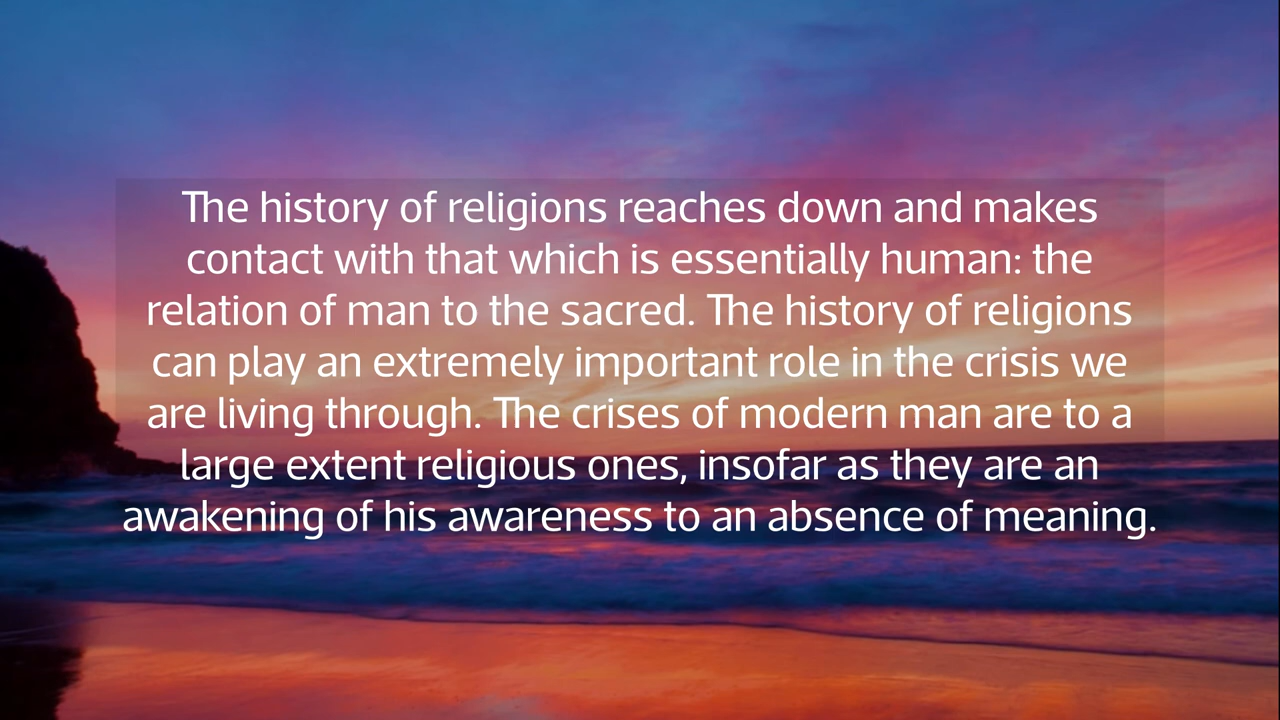 The history of religions reaches down and makes
contact with that which is essentially human: the
relation of man to the sacred. The history of religions
can play an extremely important role in the crisis we
are living through. The crises of modern man are to a
large extent religious ones, insofar as they are an
awakening of his awareness to an absence of meaning.